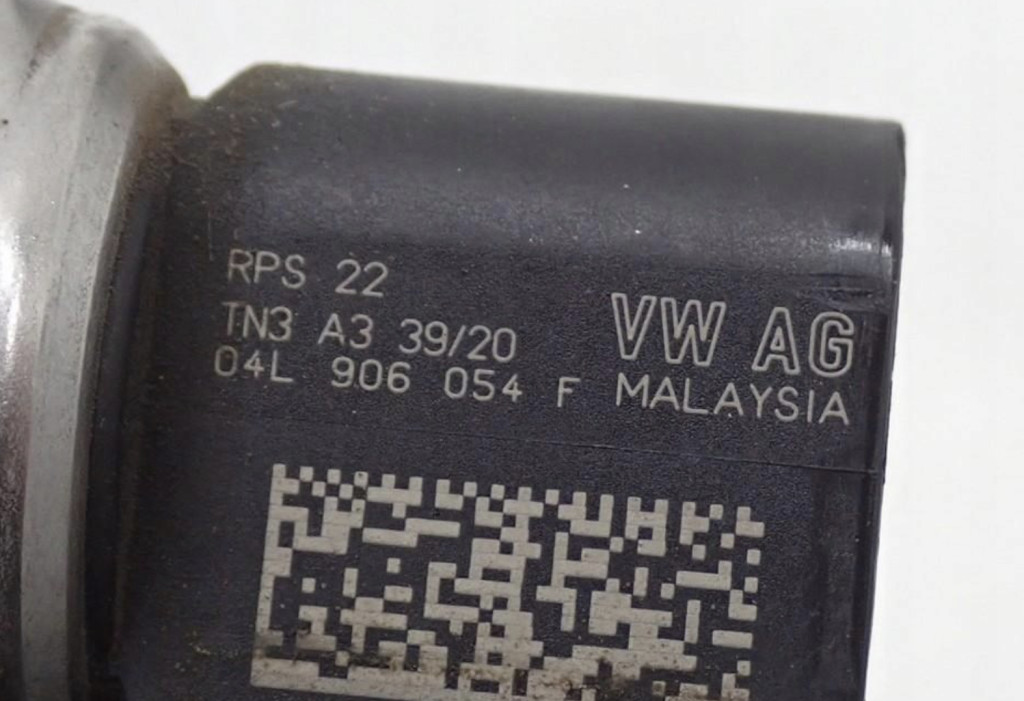 RPS 22
TN3 A3 39/20
VW AG
04L 906 054 F MALAYSIA